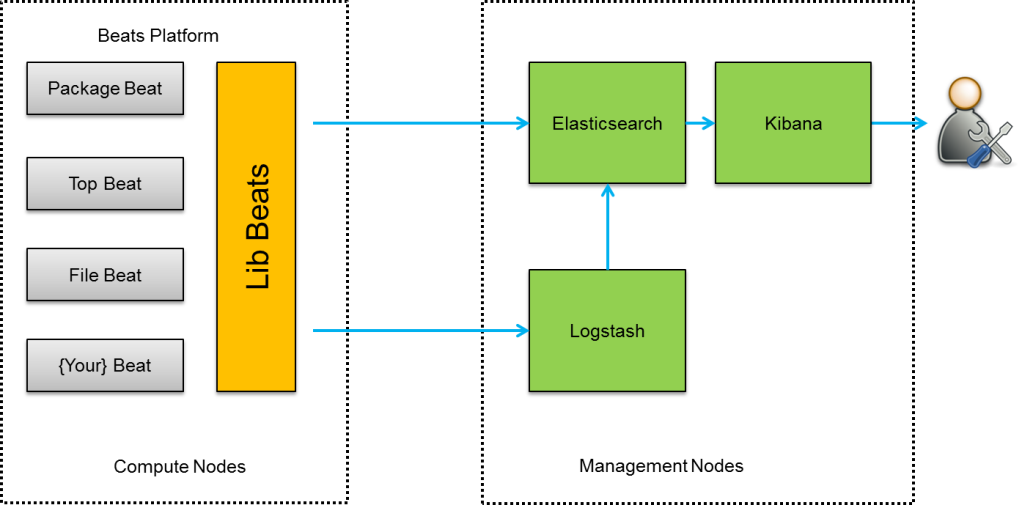 Beats Platform
Package Beat
Top Beat
File Beat
{Your} Beat
Lib Beats
Compute Nodes
Elasticsearch
Kibana
Logstash
Management Nodes